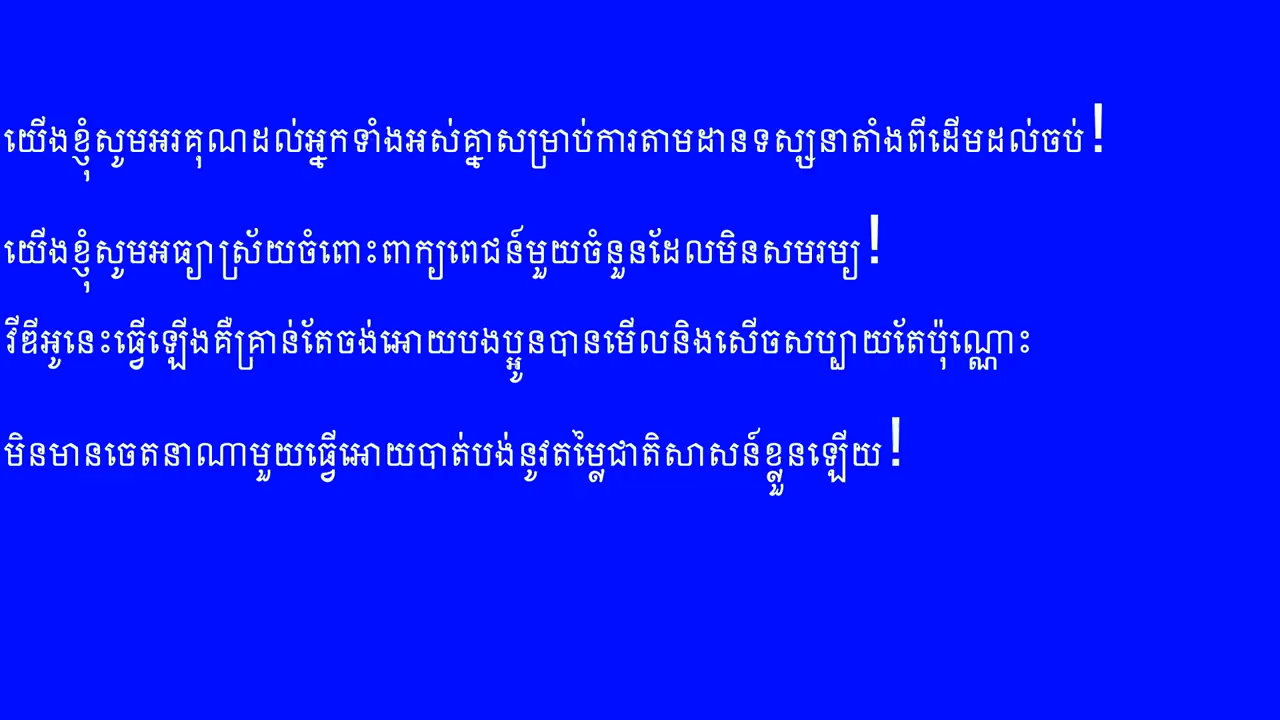 យើងខ្ញុំសូមអរគុណដល់អ្នកទាំងអស់គ្នាសម្រាប់ការតាមដានទស្សនាតាំងពីដើមដល់ចប់!
យើងខ្ញុំសូមអធ្យាស្រ័យចំពោះពាក្យពេជន៍មួយចំនួនដែលមិនសមរម្យ!
វីឌីអូនេះធ្វើឡើងគឺគ្រាន់តែចង់អោយបងប្អូនបានមើលនិងសើចសប្បាយតែប៉ុណ្ណោះ
មិនមានចេតនាណាមួយធ្វើអោយបាត់បង់នូវតម្លៃជាតិសាសន៍ខ្លួនឡើយ!